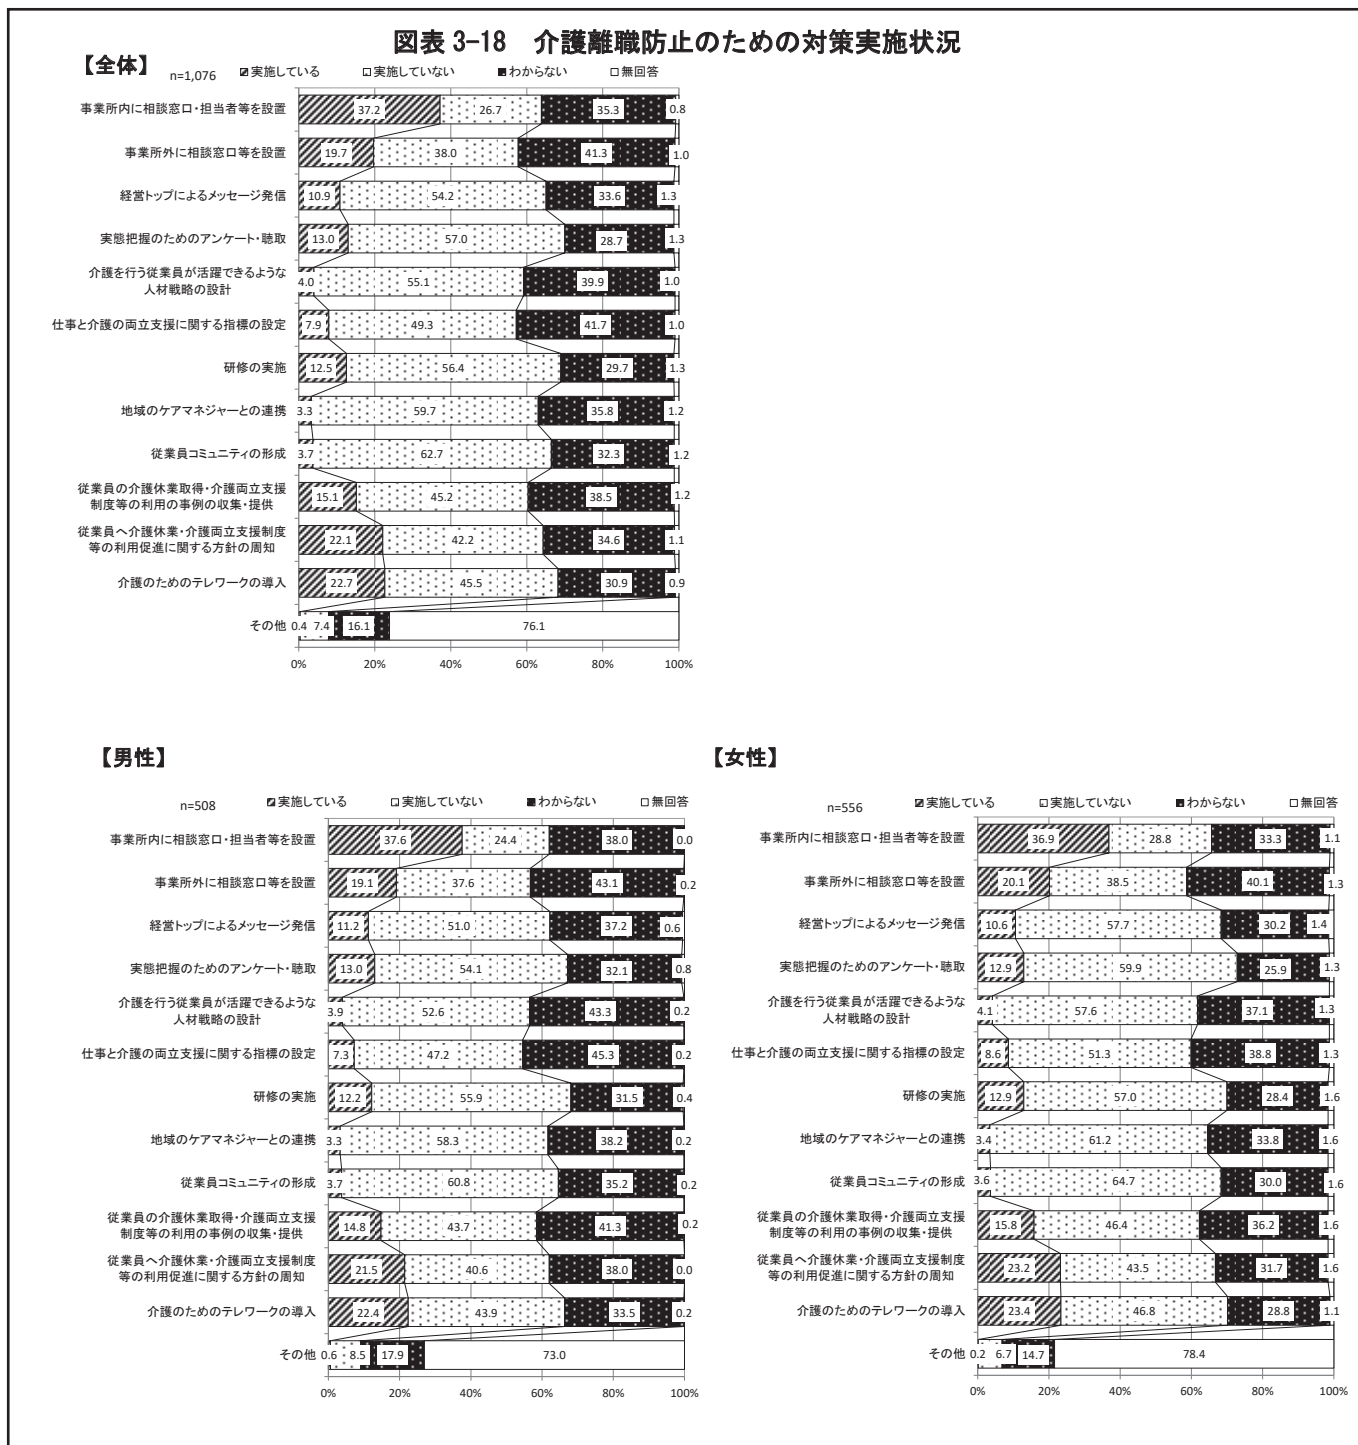 図表 3-18 介護離職防止のための対策実施状況
【全体】
n=1,076 実施している 実施していない わからない 無回答
事業所内に相談窓口・担当者等を設置 37.2 26.7 35.3 0.8
事業所外に相談窓口等を設置 19.7 38.0 41.3 1.0
経営トップによるメッセージ発信 10.9 54.2 33.6 1.3
実態把握のためのアンケート・聴取 13.0 57.0 28.7 1.3
介護を行う従業員が活躍できるような
人材戦略の設計 4.0 55.1 39.9 1.0
仕事と介護の両立支援に関する指標の設定 7.9 49.3 41.7 1.0
研修の実施 12.5 56.4 29.7 1.3
地域のケアマネジャーとの連携 3.3 59.7 35.8 1.2
従業員コミュニティの形成 3.7 62.7 32.3 1.2
従業員の介護休業取得・介護両立支援
制度等の利用の事例の収集・提供 15.1 45.2 38.5 1.2
従業員へ介護休業・介護両立支援制度
等の利用促進に関する方針の周知 22.1 42.2 34.6 1.1
介護のためのテレワークの導入 22.7 45.5 30.9 0.9
その他 0.4 7.4 16.1 76.1
0% 20% 40% 60% 80% 100%
【男性】
n=508 実施している 実施していない わからない 無回答
事業所内に相談窓口・担当者等を設置 37.6 24.4 38.0 0.0
事業所外に相談窓口等を設置 19.1 37.6 43.1 0.2
経営トップによるメッセージ発信 11.2 51.0 37.2 0.6
実態把握のためのアンケート・聴取 13.0 54.1 32.1 0.8
介護を行う従業員が活躍できるような
人材戦略の設計 3.9 52.6 43.3 0.2
仕事と介護の両立支援に関する指標の設定 7.3 47.2 45.3 0.2
研修の実施 12.2 55.9 31.5 0.4
地域のケアマネジャーとの連携 3.3 58.3 38.2 0.2
従業員コミュニティの形成 3.7 60.8 35.2 0.2
従業員の介護休業取得・介護両立支援
制度等の利用の事例の収集・提供 14.8 43.7 41.3 0.2
従業員へ介護休業・介護両立支援制度
等の利用促進に関する方針の周知 21.5 40.6 38.0 0.0
介護のためのテレワークの導入 22.4 43.9 33.5 0.2
その他 0.6 8.5 17.9 73.0
0% 20% 40% 60% 80% 100%
【女性】
n=556 実施している 実施していない わからない 無回答
事業所内に相談窓口・担当者等を設置 36.9 28.8 33.3 1.1
事業所外に相談窓口等を設置 20.1 38.5 40.1 1.3
経営トップによるメッセージ発信 10.6 57.7 30.2 1.4
実態把握のためのアンケート・聴取 12.9 59.9 25.9 1.3
介護を行う従業員が活躍できるような
人材戦略の設計 4.1 57.6 37.1 1.3
仕事と介護の両立支援に関する指標の設定 8.6 51.3 38.8 1.3
研修の実施 12.9 57.0 28.4 1.6
地域のケアマネジャーとの連携 3.4 61.2 33.8 1.6
従業員コミュニティの形成 3.6 64.7 30.0 1.6
従業員の介護休業取得・介護両立支援
制度等の利用の事例の収集・提供 15.8 46.4 36.2 1.6
従業員へ介護休業・介護両立支援制度
等の利用促進に関する方針の周知 23.2 43.5 31.7 1.6
介護のためのテレワークの導入 23.4 46.8 28.8 1.1
その他 0.2 6.7 14.7 78.4
0% 20% 40% 60% 80% 100%